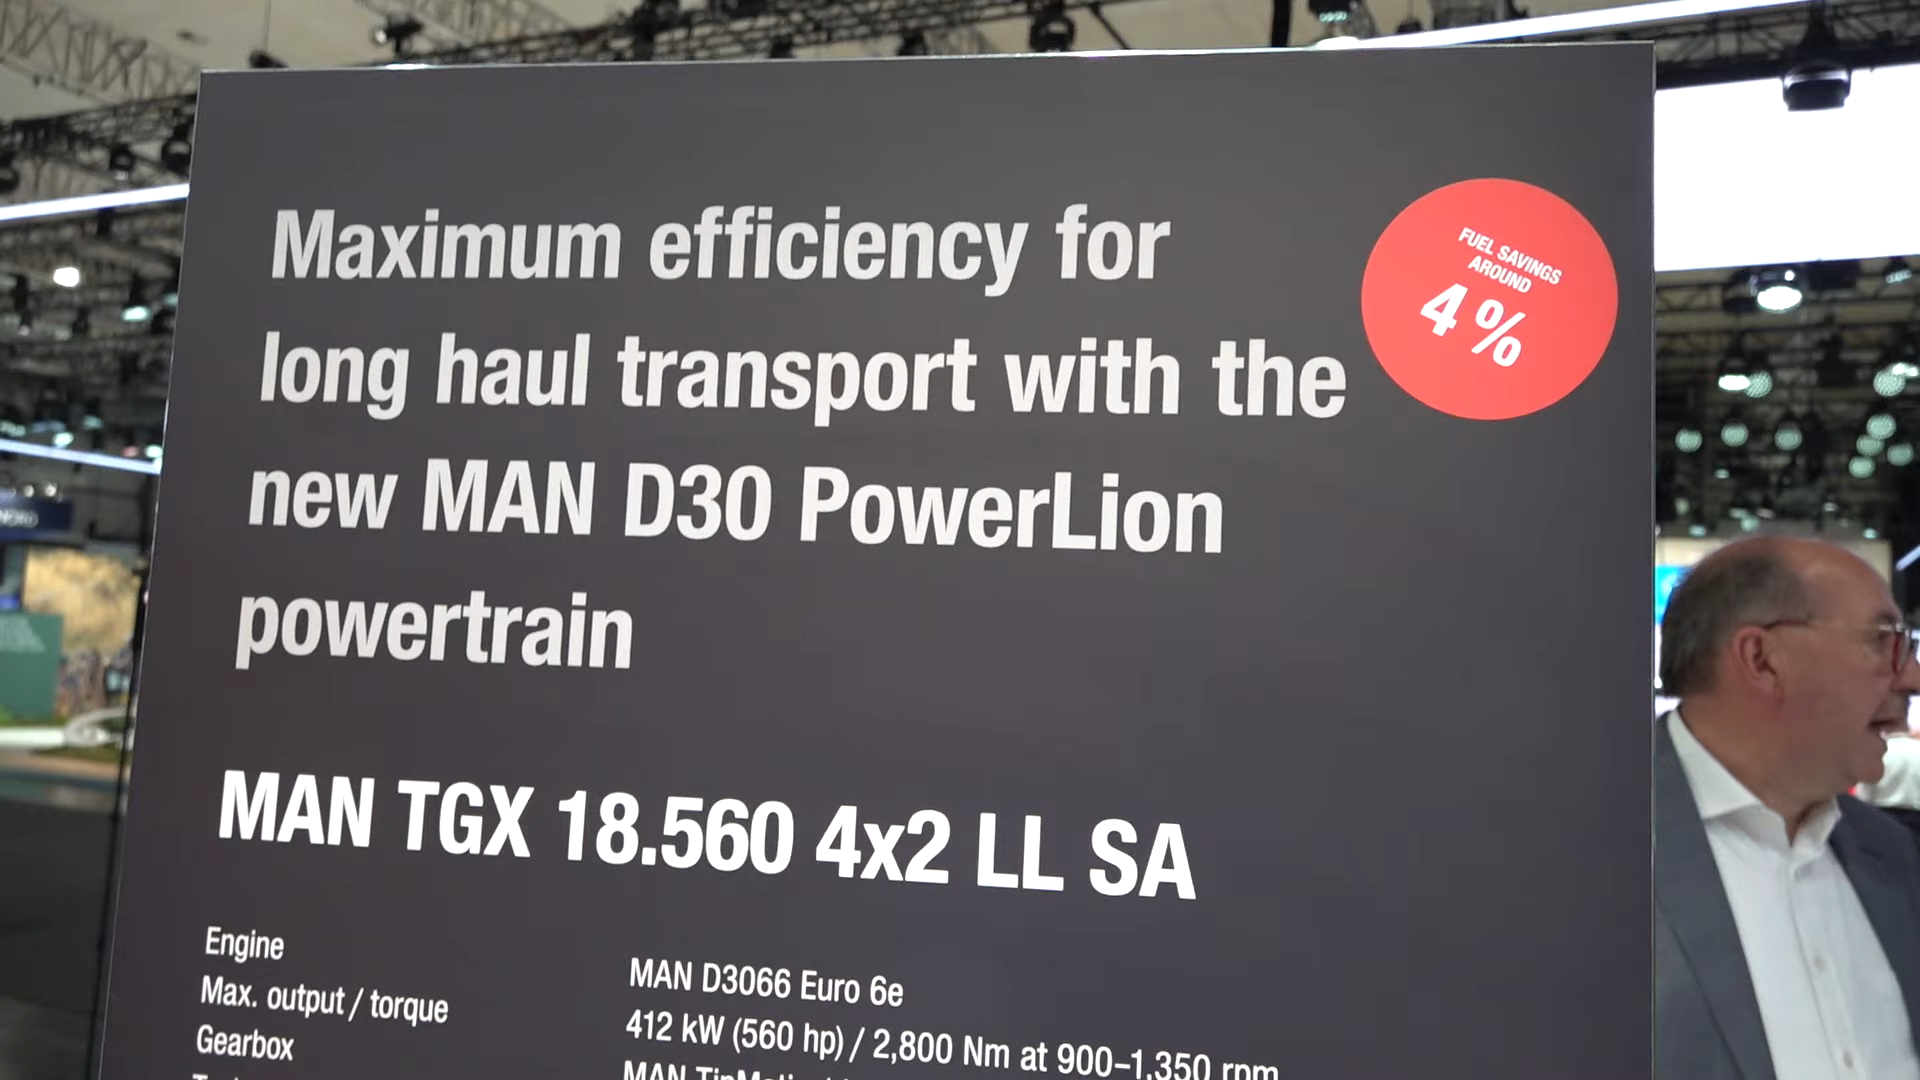 Maximum efficiency for
long haul transport with the
new MAN D30 PowerLion
powertrain
FUEL SAVINGS
AROUND
4 %
MAN TGX 18.560 4x2 LL SA
Engine
MAN D3066 Euro 6e
Max. output / torque
412 kW (560 hp) / 2,800 Nm at 900–1,350 rpm
Gearbox
MAN